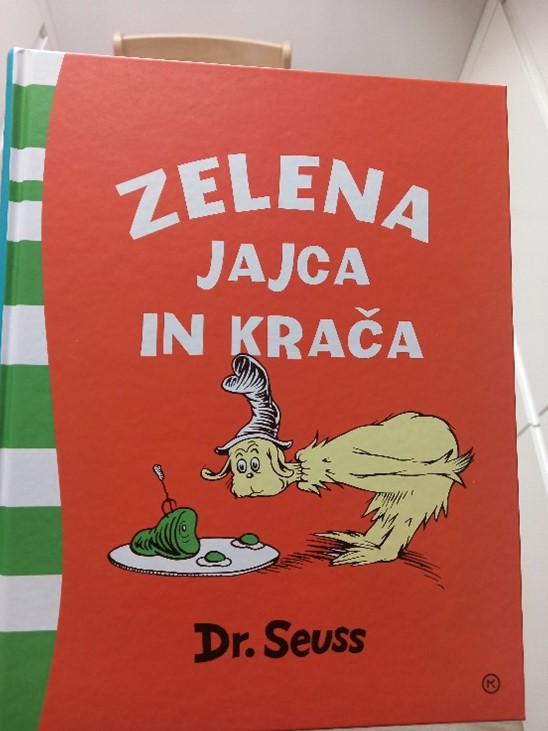 ZELENA
JAJCA
IN KRAČA
Dr. Seuss